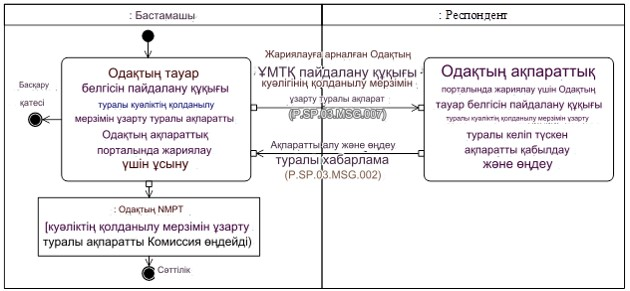 : Бастамашы
: Респондент
Одақтың тауар
белгісін пайдалану құқығы
туралы куәліктің қолданылу
мерзімін ұзарту туралы ақпаратты
Одақтың ақпараттық
порталында жариялау
үшін ұсыну
Басқару
қатесі
Жариялауға арналған Одақтың
ҰМТҚ пайдалану құқығы
куәлігінің қолданылу мерзімін
ұзарту туралы ақпарат
(P.SP.03.MSG.007)
Ақпаратты алу және өңдеу
туралы хабарлама
(P.SP.03.MSG.002)
Одақтың ақпараттық
порталында жариялау үшін Одақтың
тауар белгісін пайдалану құқығы
туралы куәліктің қолданылу мерзімін ұзарту
туралы келіп түскен
ақпаратты қабылдау
және өңдеу
: Одақтың NMPT
[куәліктің қолданылу мерзімін ұзарту
туралы ақпаратты Комиссия өңдейді)
Сәттілік